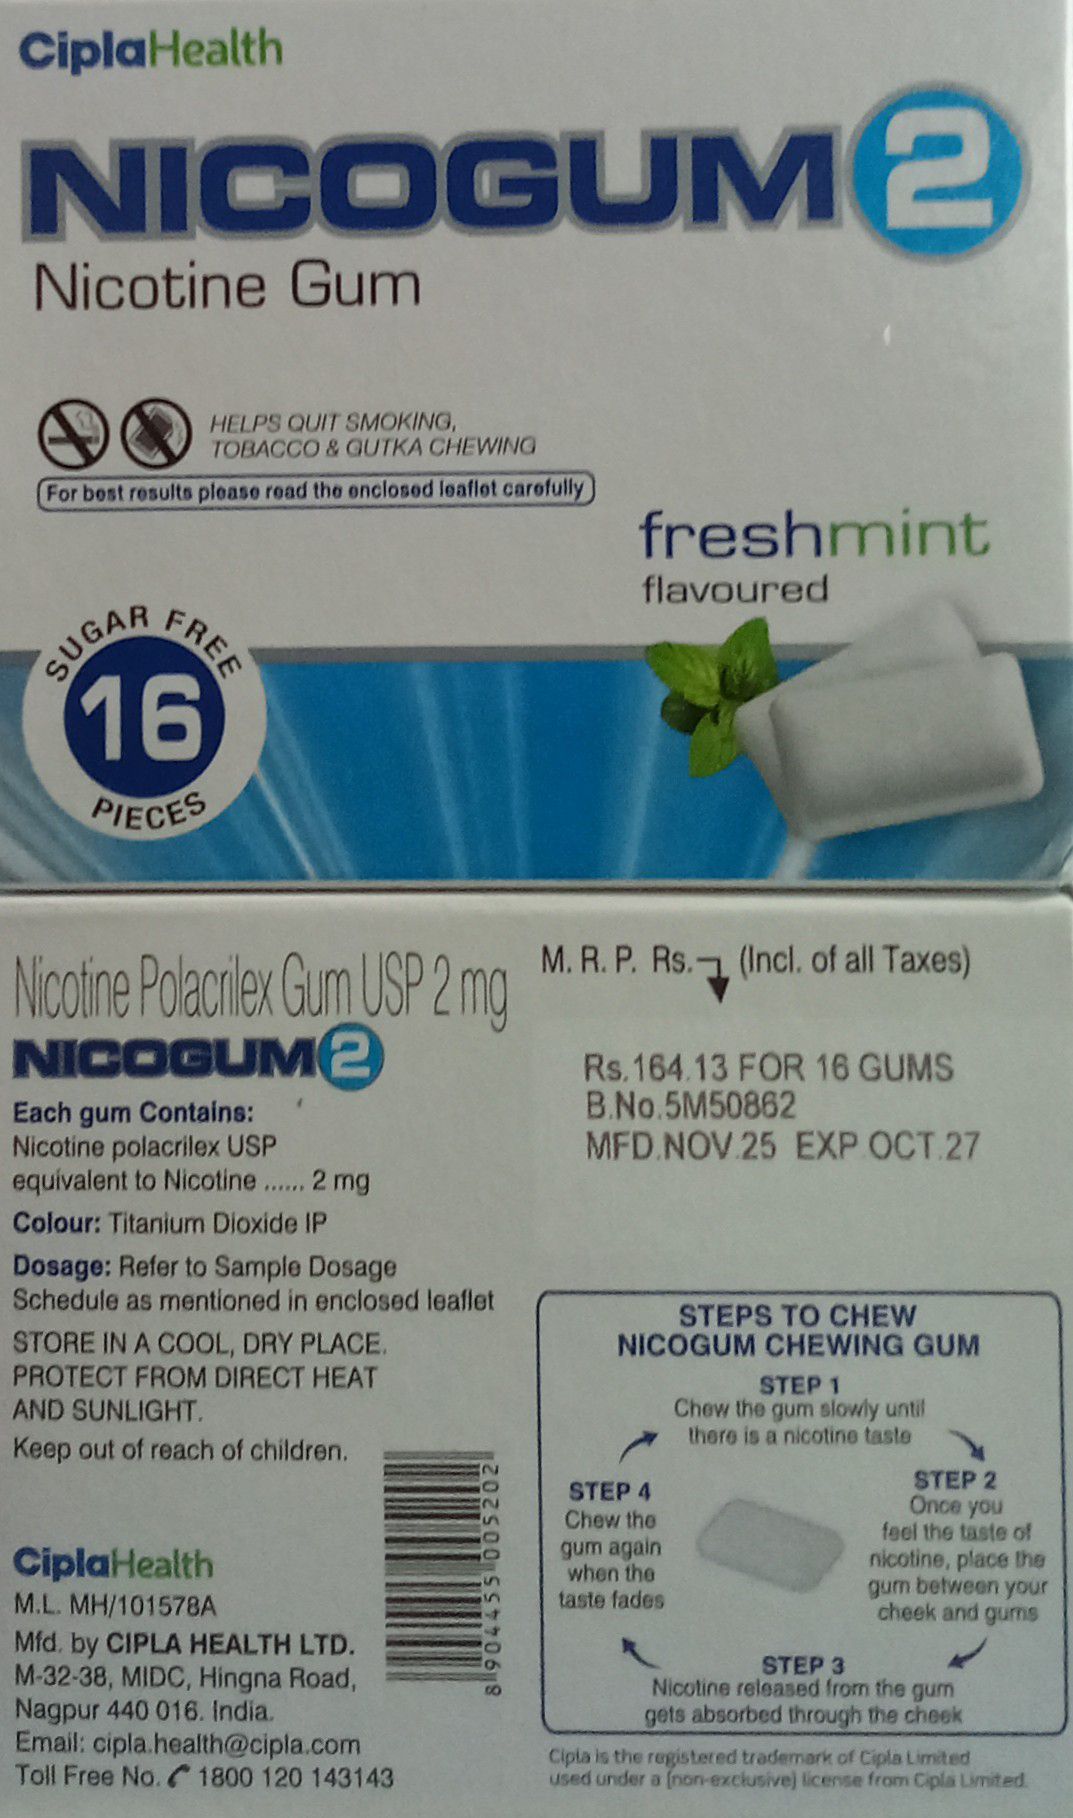 CiplaHealth
NICOGUM 2
Nicotine Gum
HELPS QUIT SMOKING,
TOBACCO & GUTKA CHEWING
For best results please read the enclosed leaflet carefully
freshmint
flavoured
SUGAR FREE
16
PIECES
Nicotine Polacrilex Gum USP 2 mg
NICOGUM 2
Each gum Contains:
Nicotine polacrilex USP
equivalent to Nicotine ...... 2 mg
Colour: Titanium Dioxide IP
Dosage: Refer to Sample Dosage
Schedule as mentioned in enclosed leaflet
STORE IN A COOL, DRY PLACE.
PROTECT FROM DIRECT HEAT
AND SUNLIGHT.
Keep out of reach of children.
CiplaHealth
M.L. MH/101578A
Mfd. by CIPLA HEALTH LTD.
M-32-38, MIDC, Hingna Road,
Nagpur 440 016. India.
Email: cipla.health@cipla.com
Toll Free No. 1800 120 143143
8 904455 005202
M. R. P. Rs. (Incl. of all Taxes)
Rs.164.13 FOR 16 GUMS
B.No.5M50862
MFD.NOV.25 EXP.OCT.27
STEPS TO CHEW
NICOGUM CHEWING GUM
STEP 1
Chew the gum slowly until
there is a nicotine taste
STEP 2
Once you
feel the taste of
nicotine, place the
gum between your
cheek and gums
STEP 3
Nicotine released from the gum
gets absorbed through the cheek
STEP 4
Chew the
gum again
when the
taste fades
Cipla is the registered trademark of Cipla Limited
used under a (non-exclusive) license from Cipla Limited.